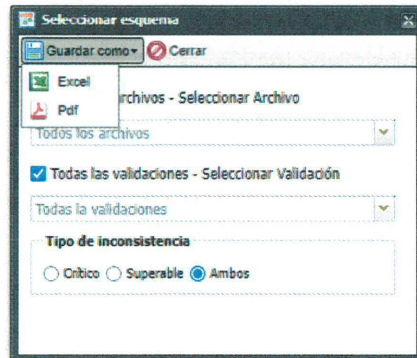 Seleccionar esquema
Guardar como Cerrar
Excel
Pdf
rchivos - Seleccionar Archivo
Todos los archivos
Todas las validaciones - Seleccionar Validación
Todas la validaciones
Tipo de inconsistencia
Crítico Superable Ambos